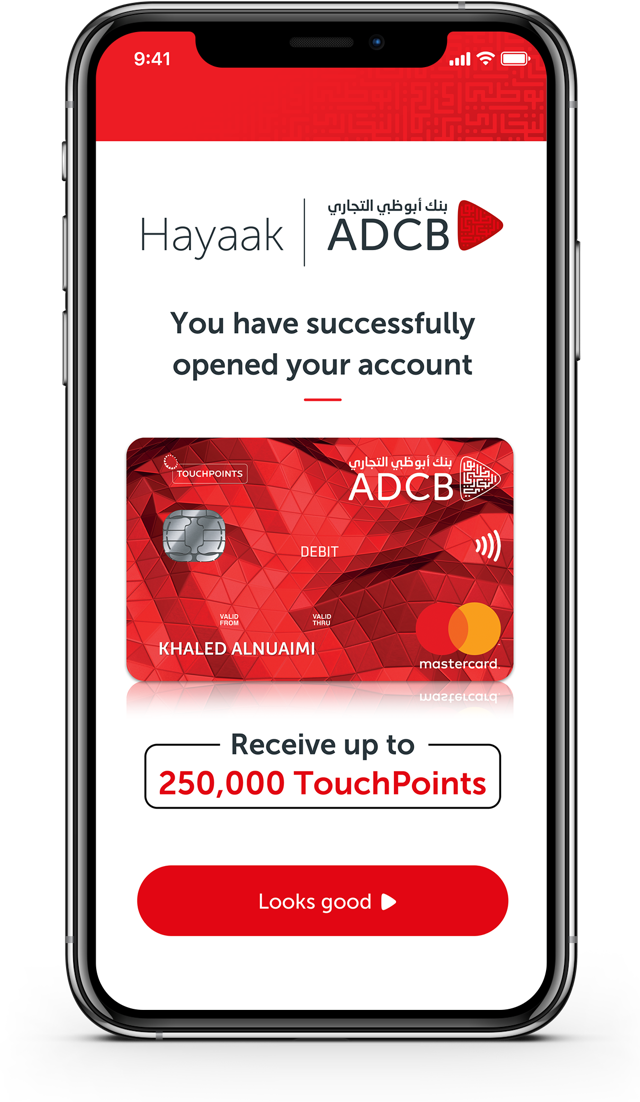 9:41
Hayaak
بنك أبوظبي التجاري
ADCB
You have successfully
opened your account
TOUCHPOINTS
بنك أبوظبي التجاري
ADCB
DEBIT
VALID
FROM
VALID
THRU
KHALED ALNUAIMI
mastercard.
Receive up to
250,000 TouchPoints
Looks good